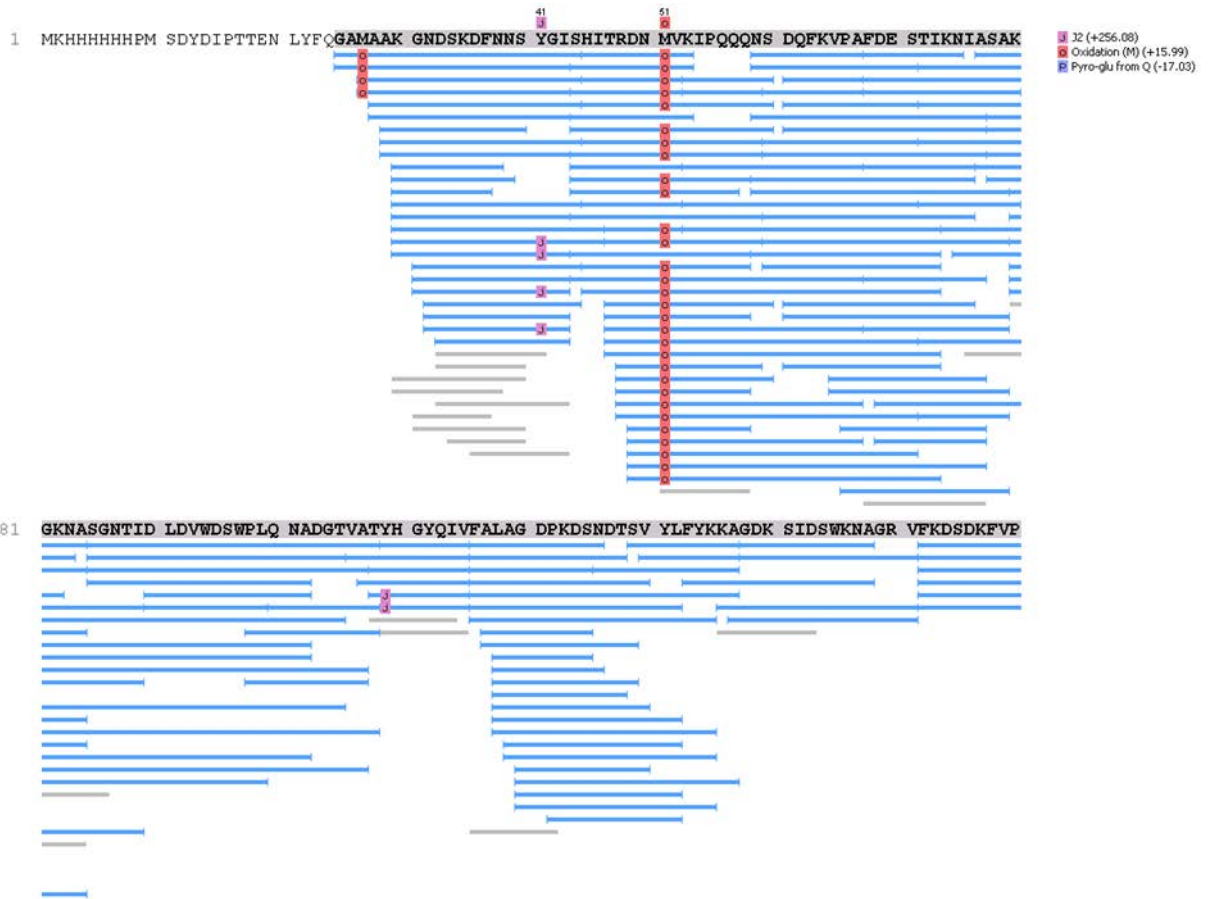 41 51
J o
1 MKHHHHHHPM SDYDIPTTEN LYFQGAMAAK GNDSKDFNNS YGISHITRDN MVKIPQQQNS DQFKVPAFDE STIKNIASAK
J J2 (+256.08)
o Oxidation (M) (+15.99)
P Pyro-glu from Q (-17.03)
o o
o o
o o
o o
o
o
o
o
o
o
J o
J
o
o
J o
o
o
J o
o
o
o
o
o
o
o
o
o
o
o
o
81 GKNASGNTID LDVWDSWPLQ NADGTVATYH GYQIVFALAG DPKDSNDTSV YLFYKKAGDK SIDSWKNAGR VFKDSDKFVP
J
J